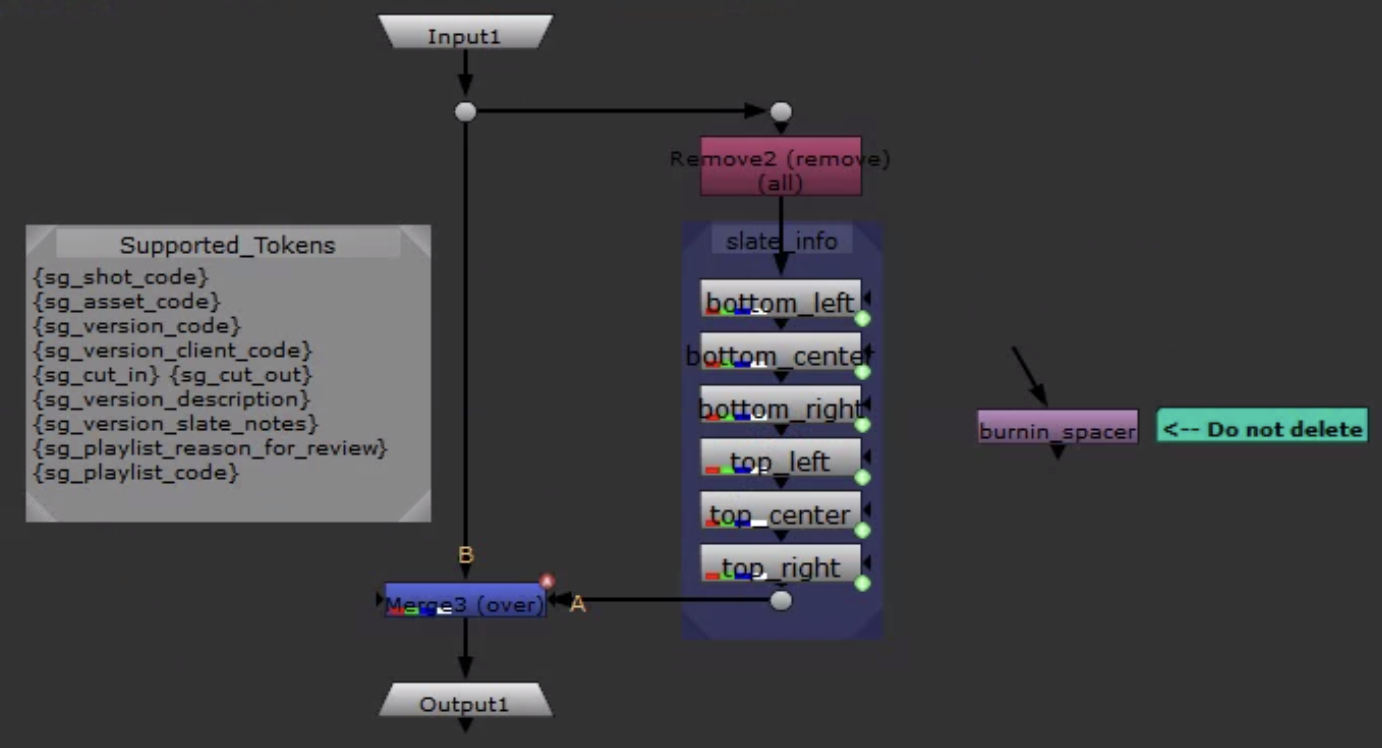 Input1
Remove2 (remove)
(all)
Supported_Tokens
{sg_shot_code}
{sg_asset_code}
{sg_version_code}
{sg_version_client_code}
{sg_cut_in} {sg_cut_out}
{sg_version_description}
{sg_version_slate_notes}
{sg_playlist_reason_for_review}
{sg_playlist_code}
slate_info
bottom_left
bottom_center
bottom_right
top_left
top_center
top_right
burnin_spacer
<-- Do not delete
B
A
Merge3 (over)
A
Output1